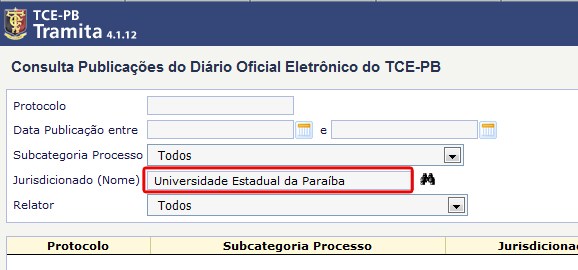 TCE-PB
Tramita 4.1.12
Consulta Publicações do Diário Oficial Eletrônico do TCE-PB
Protocolo
Data Publicação entre e
Subcategoria Processo Todos
Jurisdicionado (Nome) Universidade Estadual da Paraíba
Relator Todos
Protocolo Subcategoria Processo Jurisdiciona